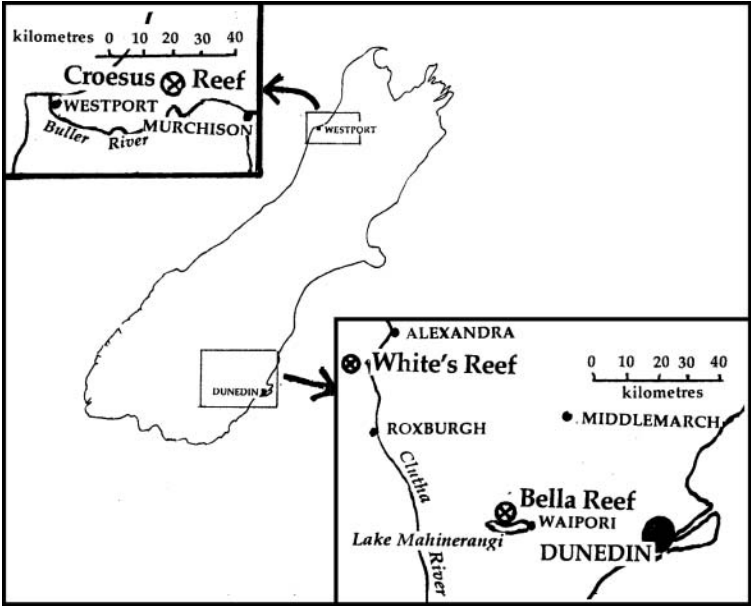 kilometres 0 10 20 40
Croesus Reef
WESTPORT
MURCHISON
Buller River
WESTPORT
DUNEDIN
ALEXANDRA
White's Reef
0 10 20 30 40
kilometres
MIDDLEMARCH
ROXBURGH
Clutha
River
Bella Reef
WAIPORI
Lake Mahinerangi
DUNEDIN